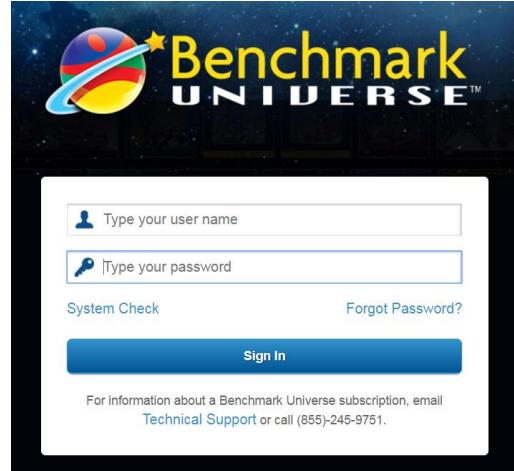 Benchmark
UNIVERSE™
Type your user name
Type your password
System Check
Forgot Password?
Sign In
For information about a Benchmark Universe subscription, email
Technical Support or call (855)-245-9751.